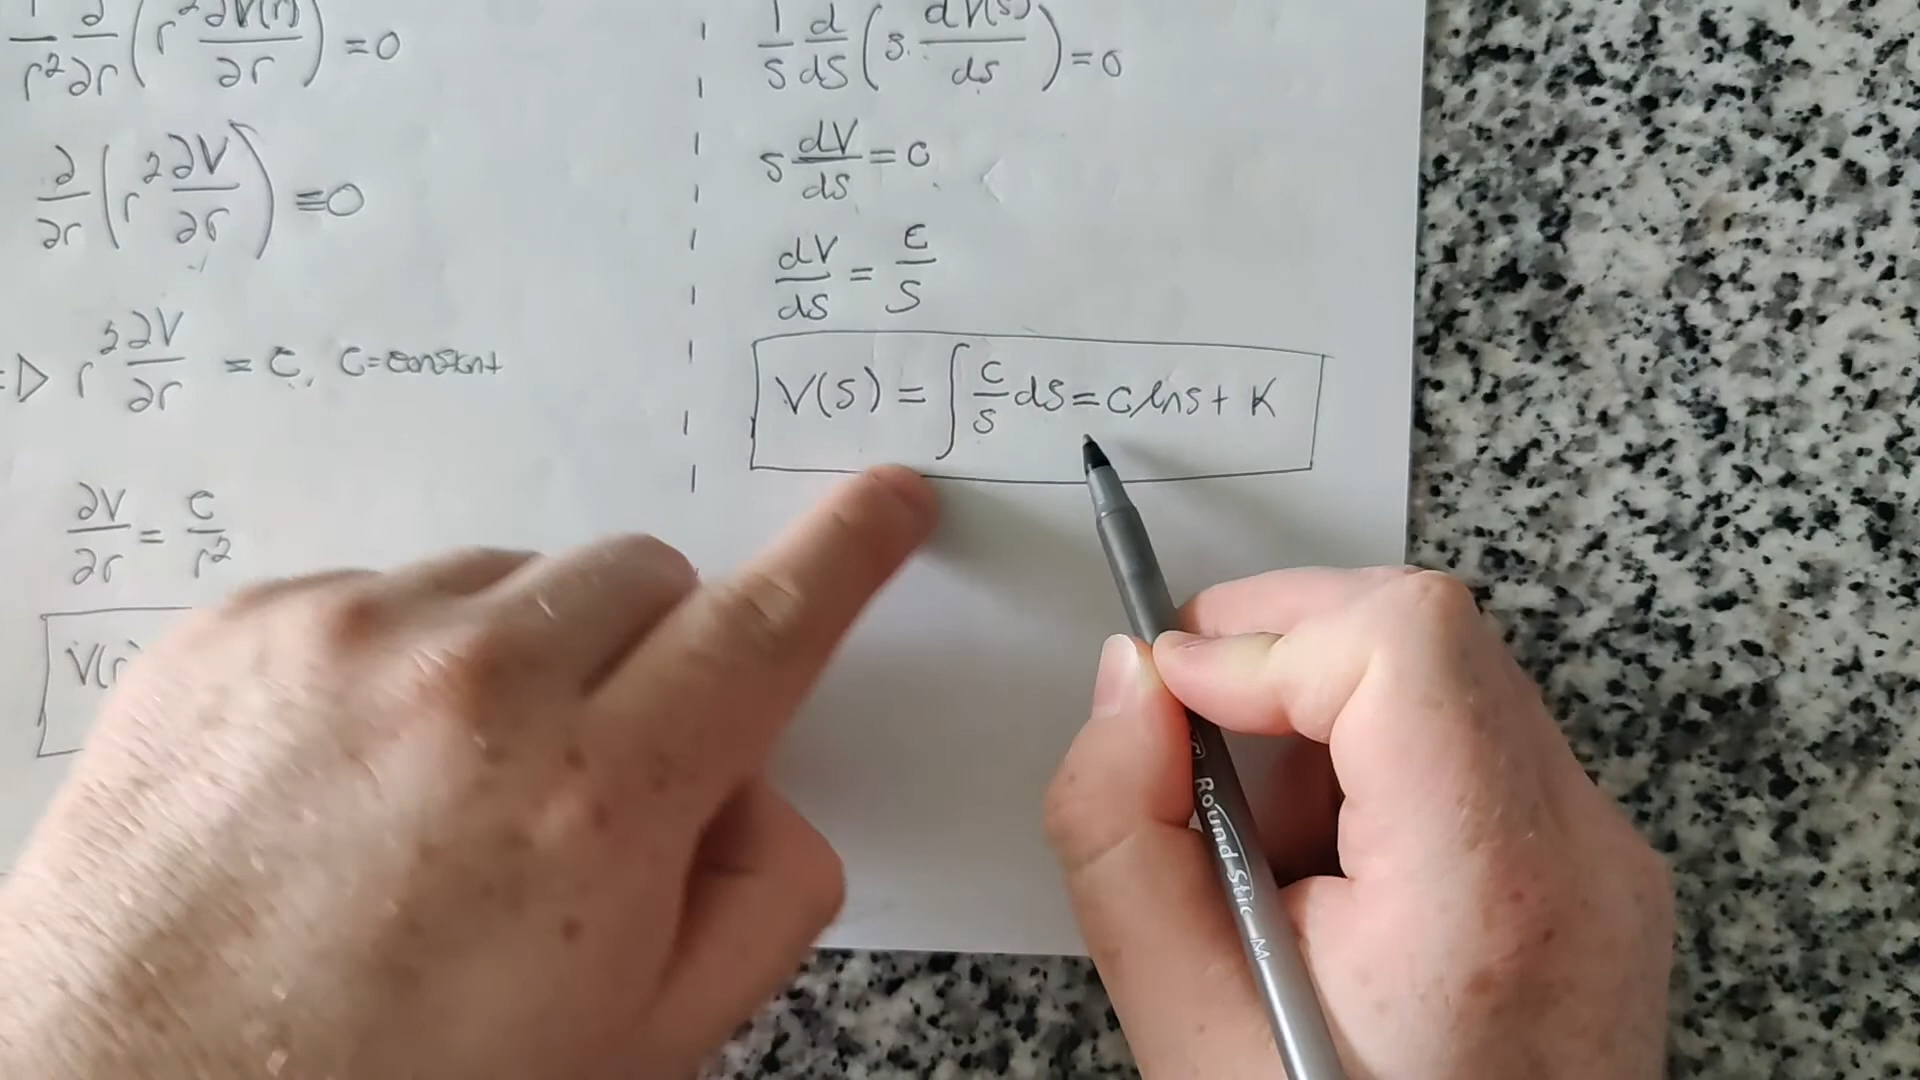 1/r² ∂/∂r (r² ∂V(r)/∂r) = 0
∂/∂r (r² ∂V/∂r) = 0
⇒ r² ∂V/∂r = C, C = constant
∂V/∂r = C/r²
V(r)
1/s d/ds (s · dV(s)/ds) = 0
s dV/ds = C
dV/ds = C/s
V(s) = ∫ C/s ds = C ln s + K
Round Stic M